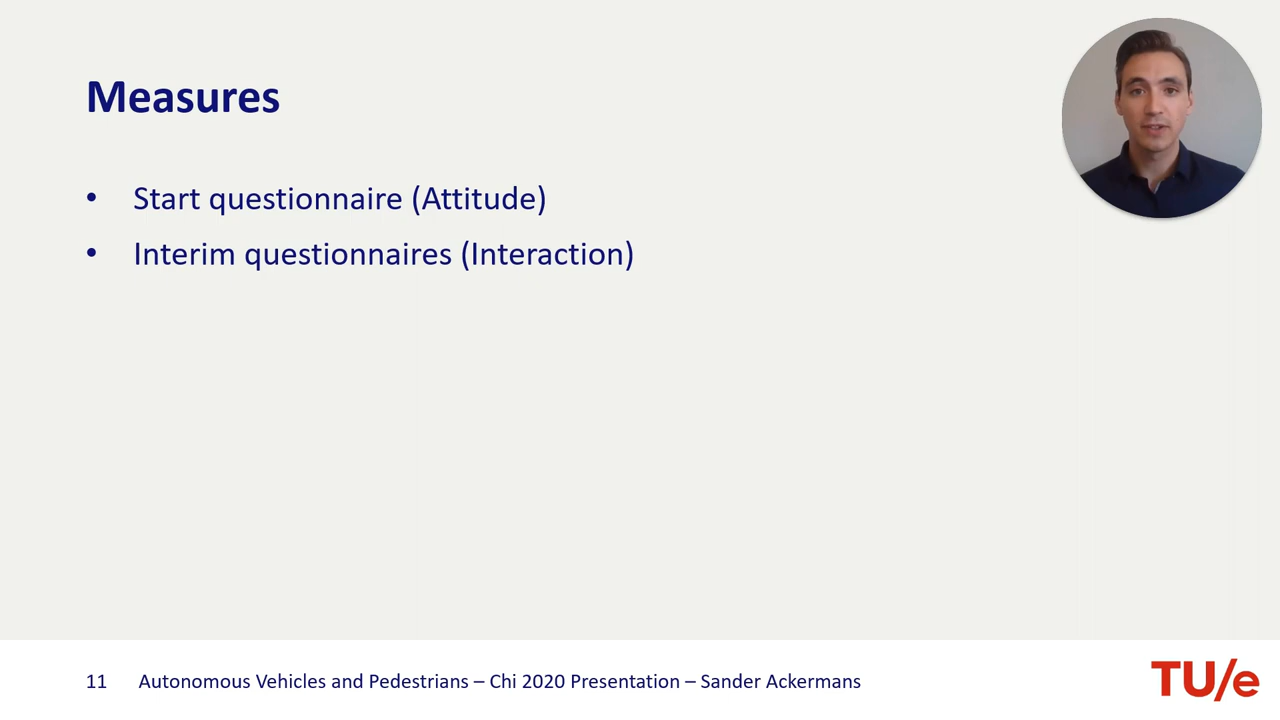 Measures
• Start questionnaire (Attitude)
• Interim questionnaires (Interaction)
11 Autonomous Vehicles and Pedestrians – Chi 2020 Presentation – Sander Ackermans
TU/e